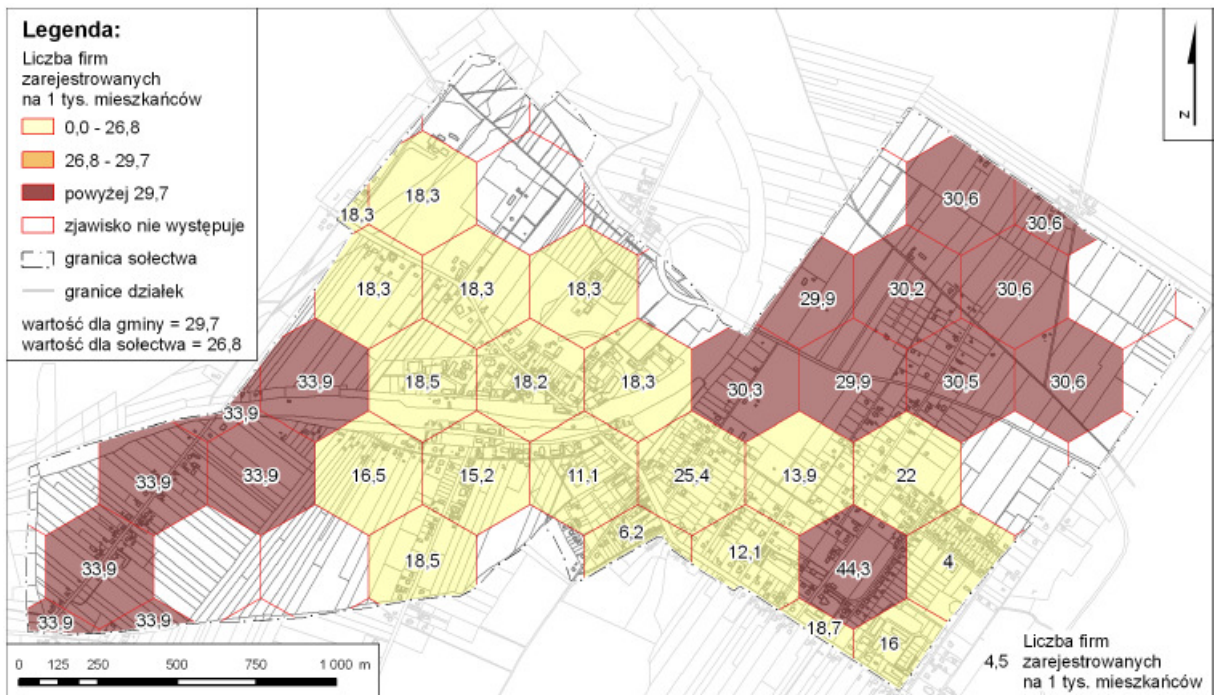 Legenda:
Liczba firm
zarejestrowanych
na 1 tys. mieszkańców
0,0 - 26,8
26,8 - 29,7
powyżej 29,7
zjawisko nie występuje
granica sołectwa
granice działek
wartość dla gminy = 29,7
wartość dla sołectwa = 26,8
z
18,3
18,3
30,6
30,6
18,3
18,3
18,3
29,9
30,2
30,6
33,9
18,5
18,2
18,3
30,3
29,9
30,5
30,6
33,9
33,9
33,9
16,5
15,2
11,1
25,4
13,9
22
33,9
18,5
6,2
12,1
44,3
4
33,9
33,9
18,7
16
0 125 250 500 750 1 000 m
4,5
Liczba firm
zarejestrowanych
na 1 tys. mieszkańców